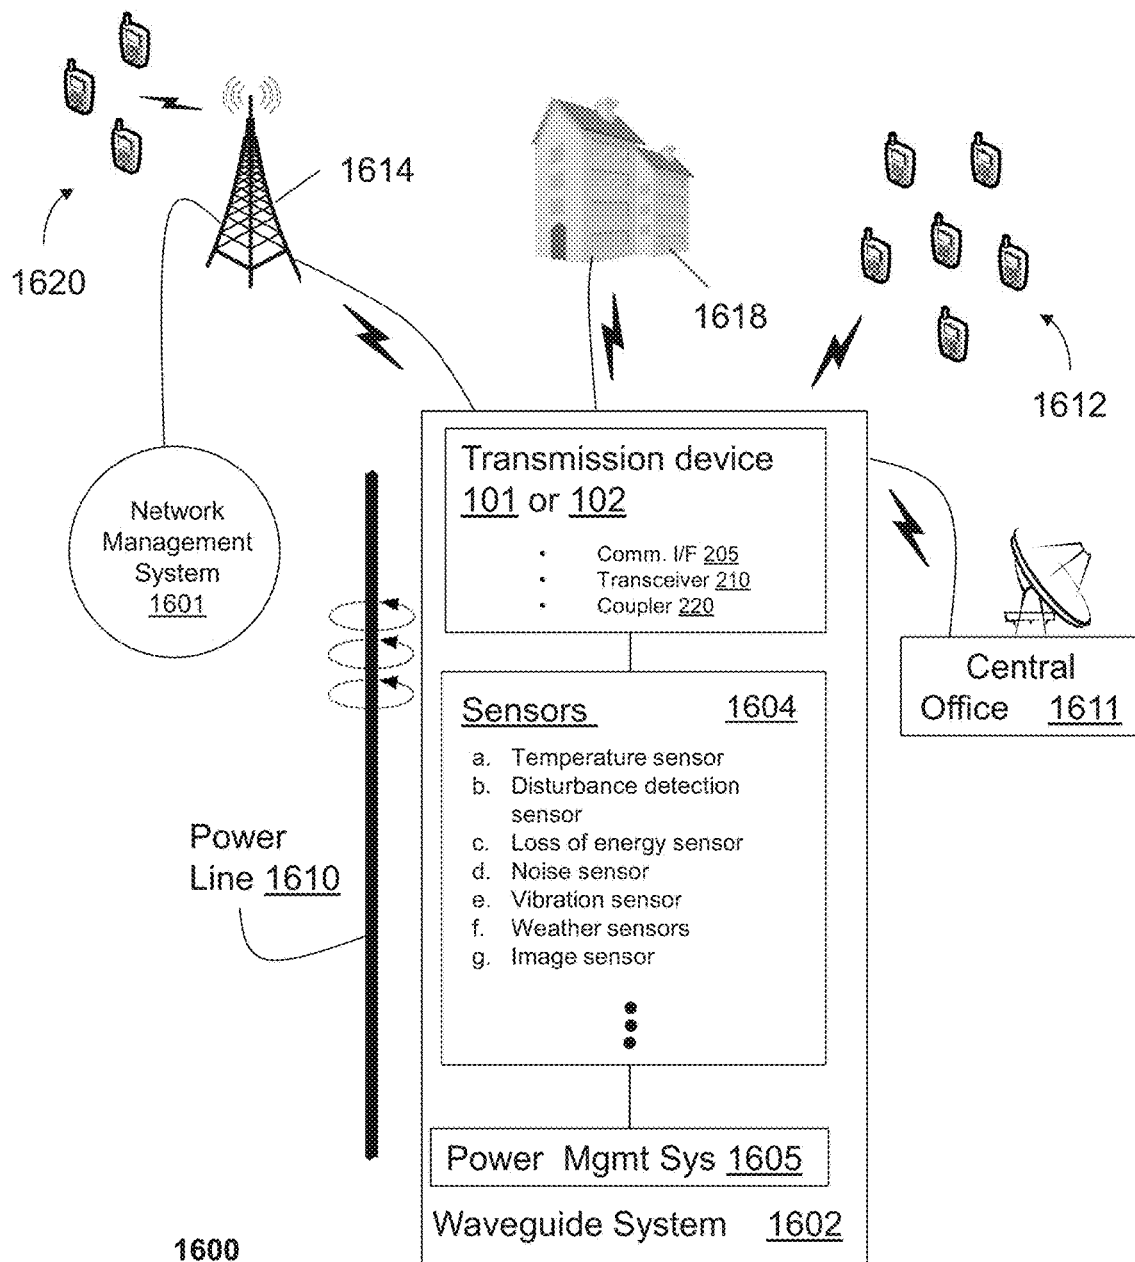 1614
1620
1618
1612
Transmission device
101 or 102
• Comm. I/F 205
• Transceiver 210
• Coupler 220
Network
Management
System
1601
Central
Office 1611
Sensors 1604
a. Temperature sensor
b. Disturbance detection
sensor
c. Loss of energy sensor
d. Noise sensor
e. Vibration sensor
f. Weather sensors
g. Image sensor
Power
Line 1610
Power Mgmt Sys 1605
Waveguide System 1602
1600